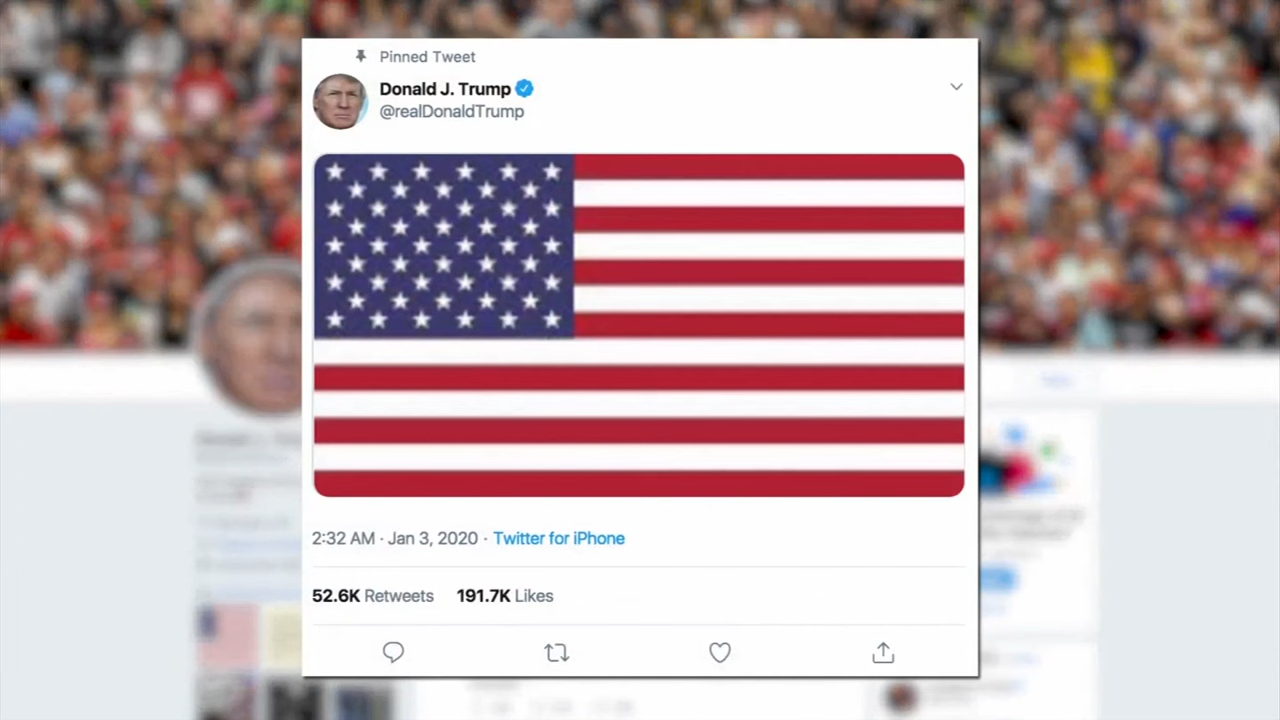 Pinned Tweet
Donald J. Trump
@realDonaldTrump
2:32 AM · Jan 3, 2020 · Twitter for iPhone
52.6K Retweets 191.7K Likes